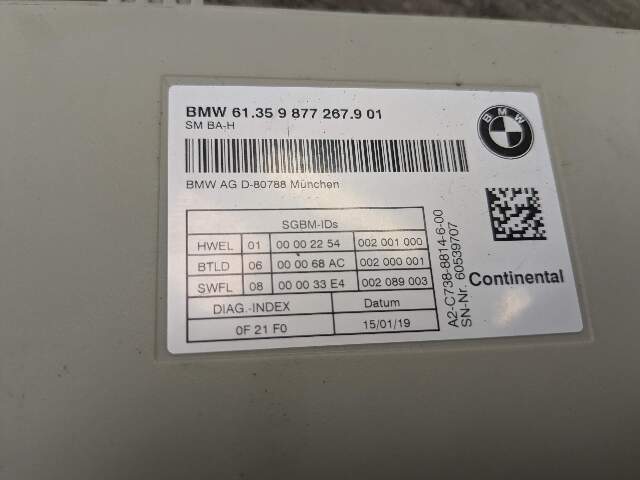 BMW 61.35 9 877 267.9 01
SM BA-H
BMW
BMW AG D-80788 München
SGBM-IDs
HWEL 01 00 00 22 54 002 001 000
BTLD 06 00 00 68 AC 002 000 001
SWFL 08 00 00 33 E4 002 089 003
DIAG.-INDEX Datum
0F 21 F0 15/01/19
A2-C738-8814-6-00
SN-Nr. 60539707
Continental